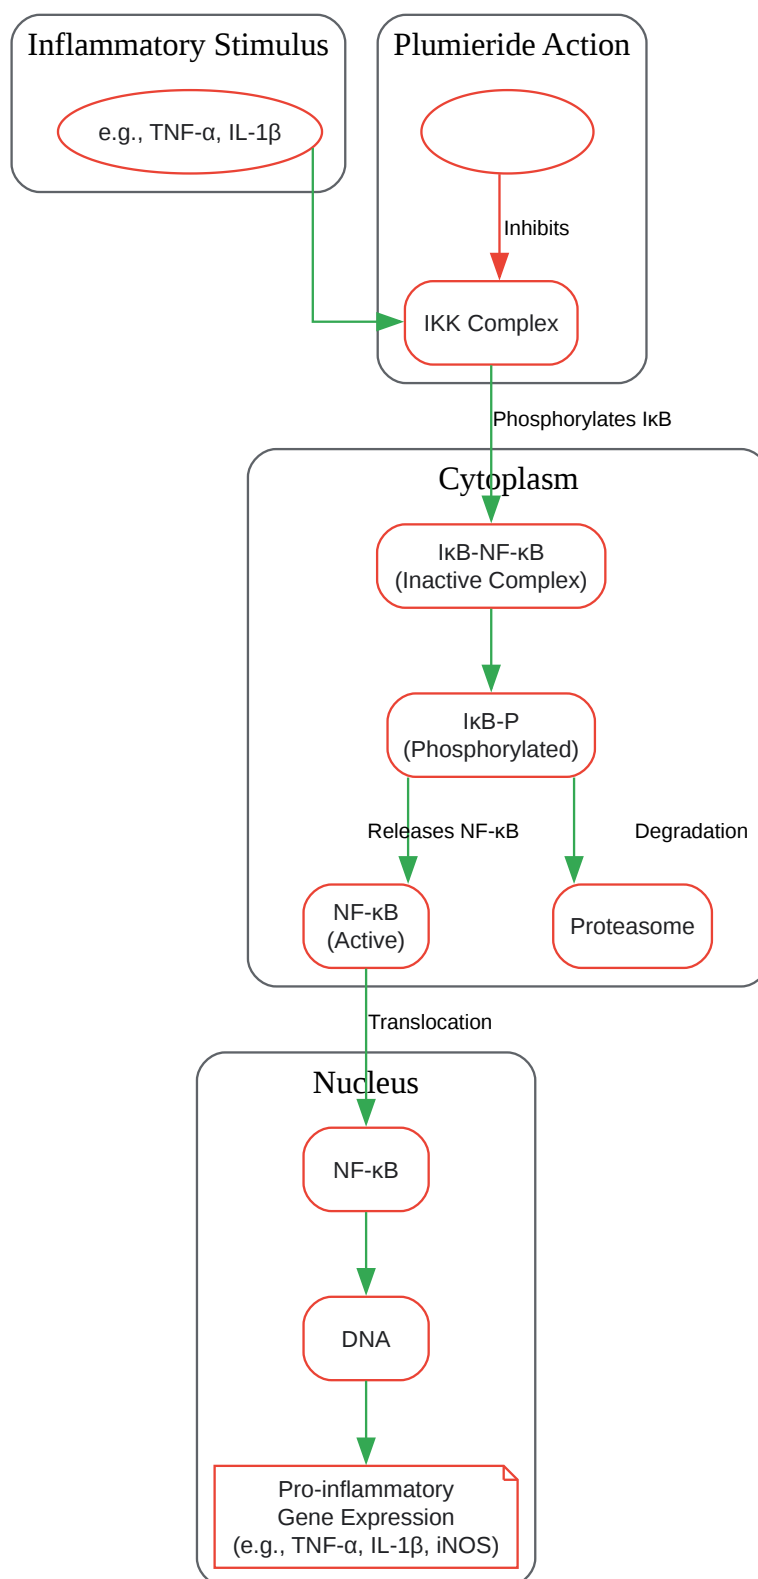 Inflammatory Stimulus
e.g., TNF-α, IL-1β
Plumieride Action
Inhibits
IKK Complex
Phosphorylates IκB
Cytoplasm
IκB-NF-κB
(Inactive Complex)
IκB-P
(Phosphorylated)
Releases NF-κB
Degradation
NF-κB
(Active)
Proteasome
Translocation
Nucleus
NF-κB
DNA
Pro-inflammatory
Gene Expression
(e.g., TNF-α, IL-1β, iNOS)